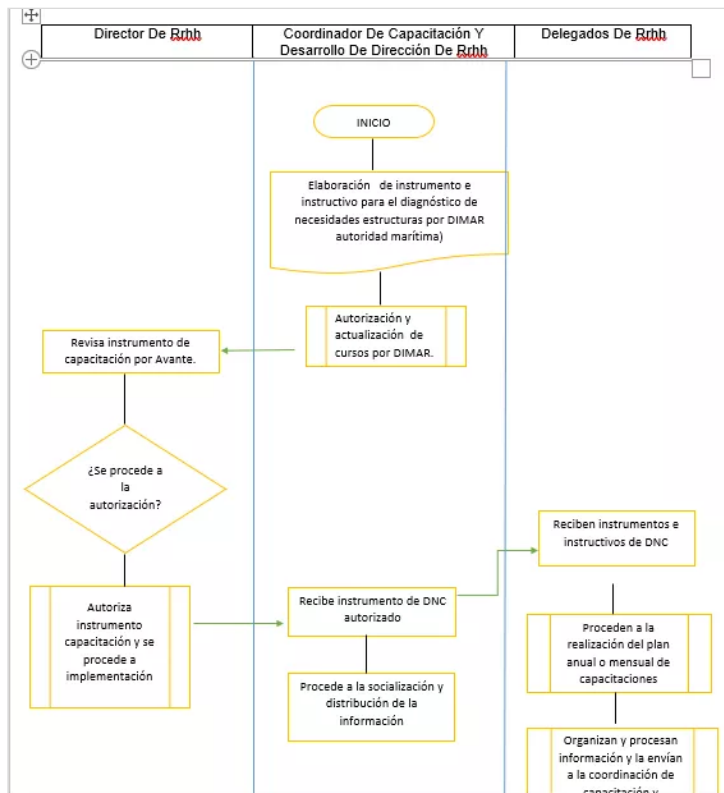 Director De Rrhh
Coordinador De Capacitación Y
Desarrollo De Dirección De Rrhh
Delegados De Rrhh
INICIO
Elaboración de instrumento e
instructivo para el diagnóstico de
necesidades estructuras por DIMAR
autoridad marítima)
Autorización y
actualización de
cursos por DIMAR.
Revisa instrumento de
capacitación por Avante.
¿Se procede a
la
autorización?
Autoriza
instrumento
capacitación y se
procede a
implementación
Recibe instrumento de DNC
autorizado
Procede a la socialización y
distribución de la
información
Reciben instrumentos e
instructivos de DNC
Proceden a la
realización del plan
anual o mensual de
capacitaciones
Organizan y procesan
información y la envían
a la coordinación de
capacitación y